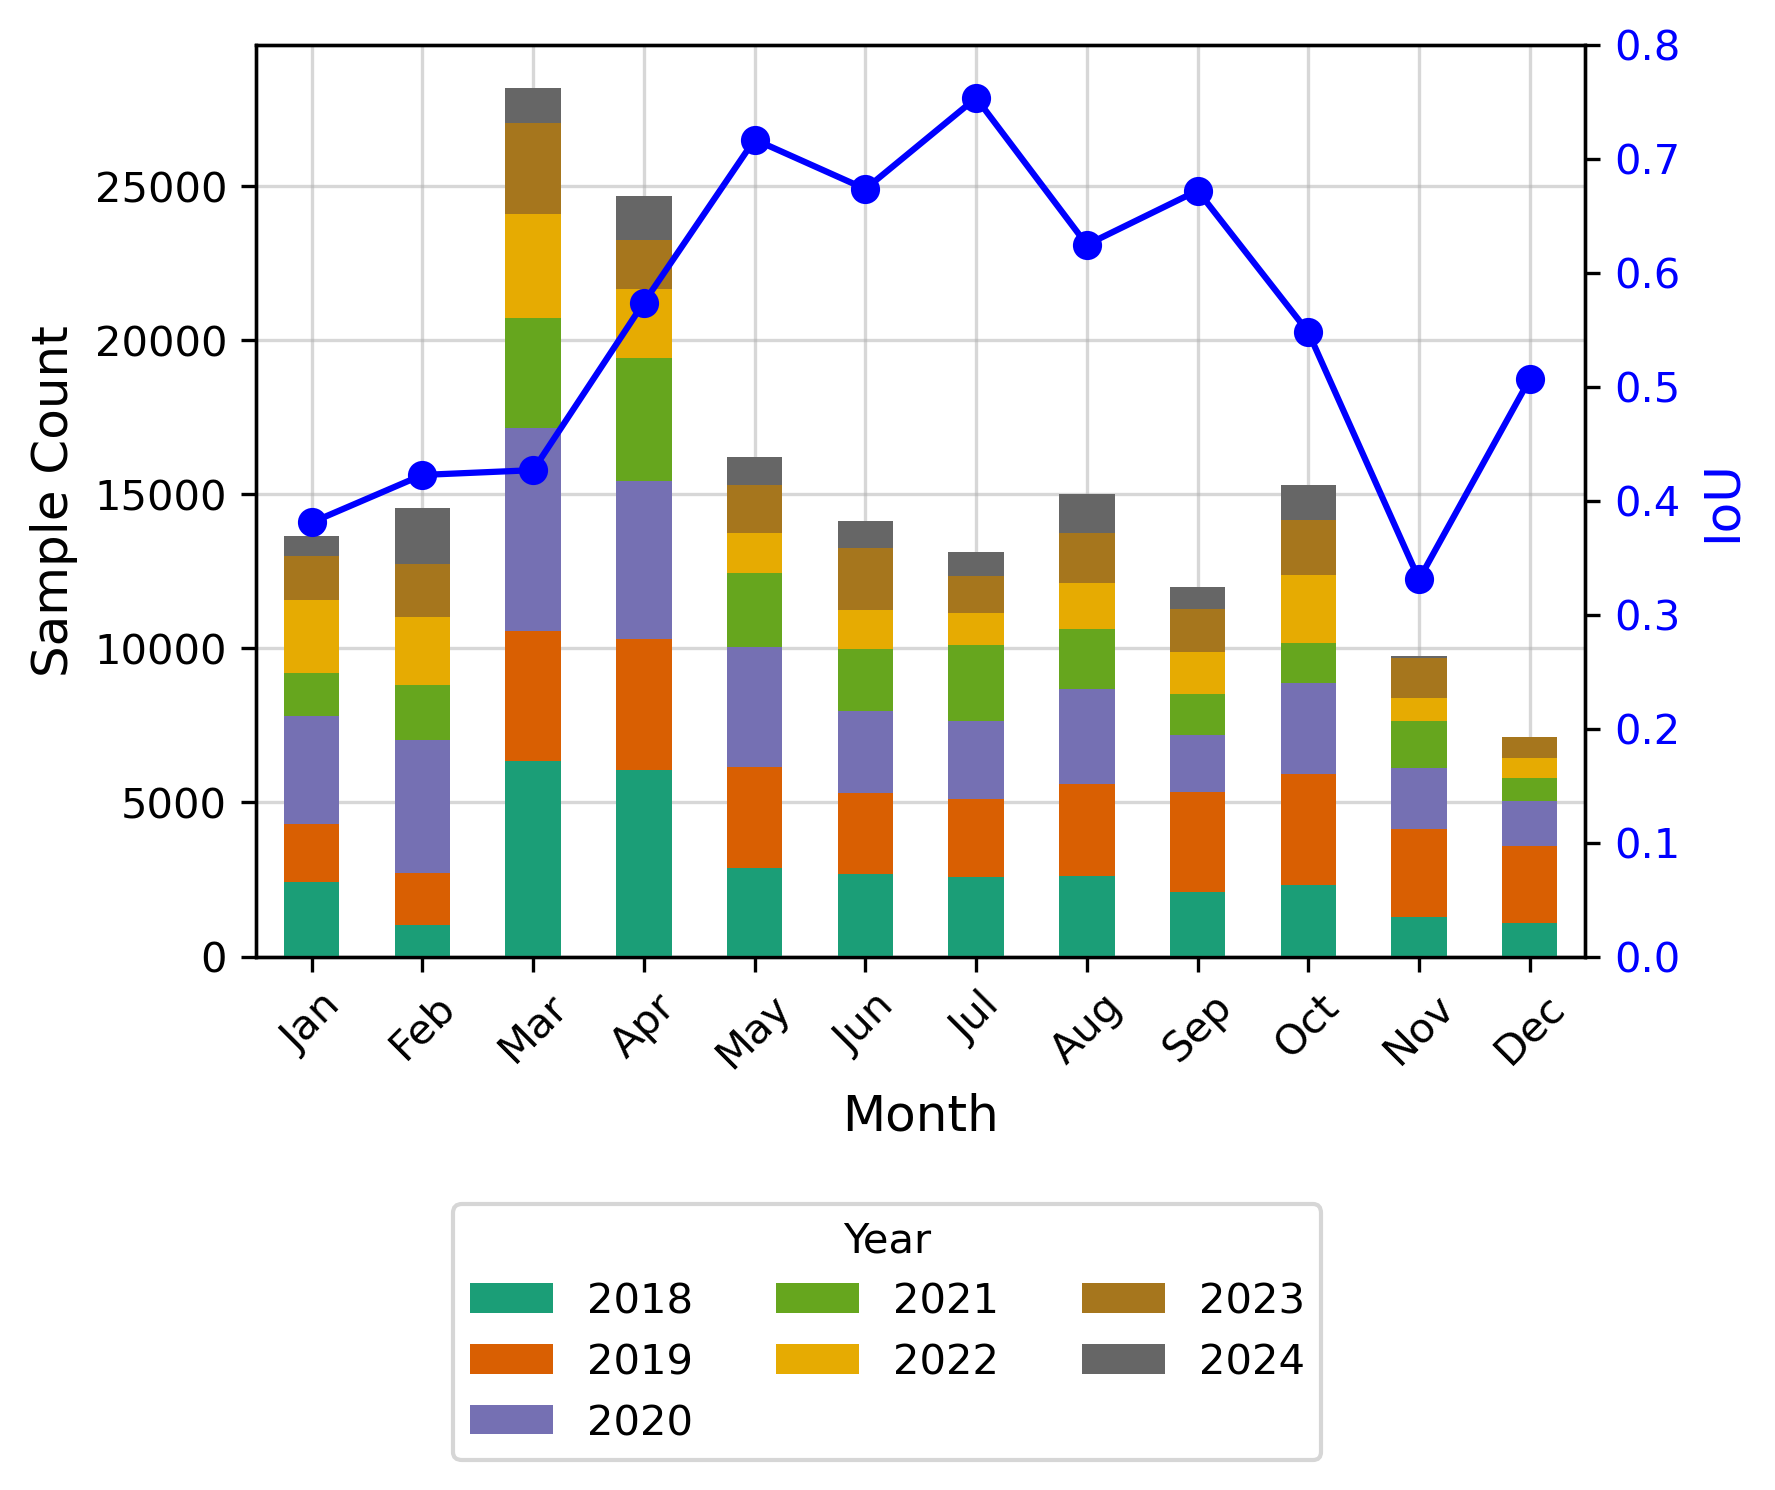 Sample Count
25000
20000
15000
10000
5000
0
0.8
0.7
0.6
0.5
0.4
0.3
0.2
0.1
0.0
IoU
Jan Feb Mar Apr May Jun Jul Aug Sep Oct Nov Dec
Month
Year
2018 2021 2023
2019 2022 2024
2020